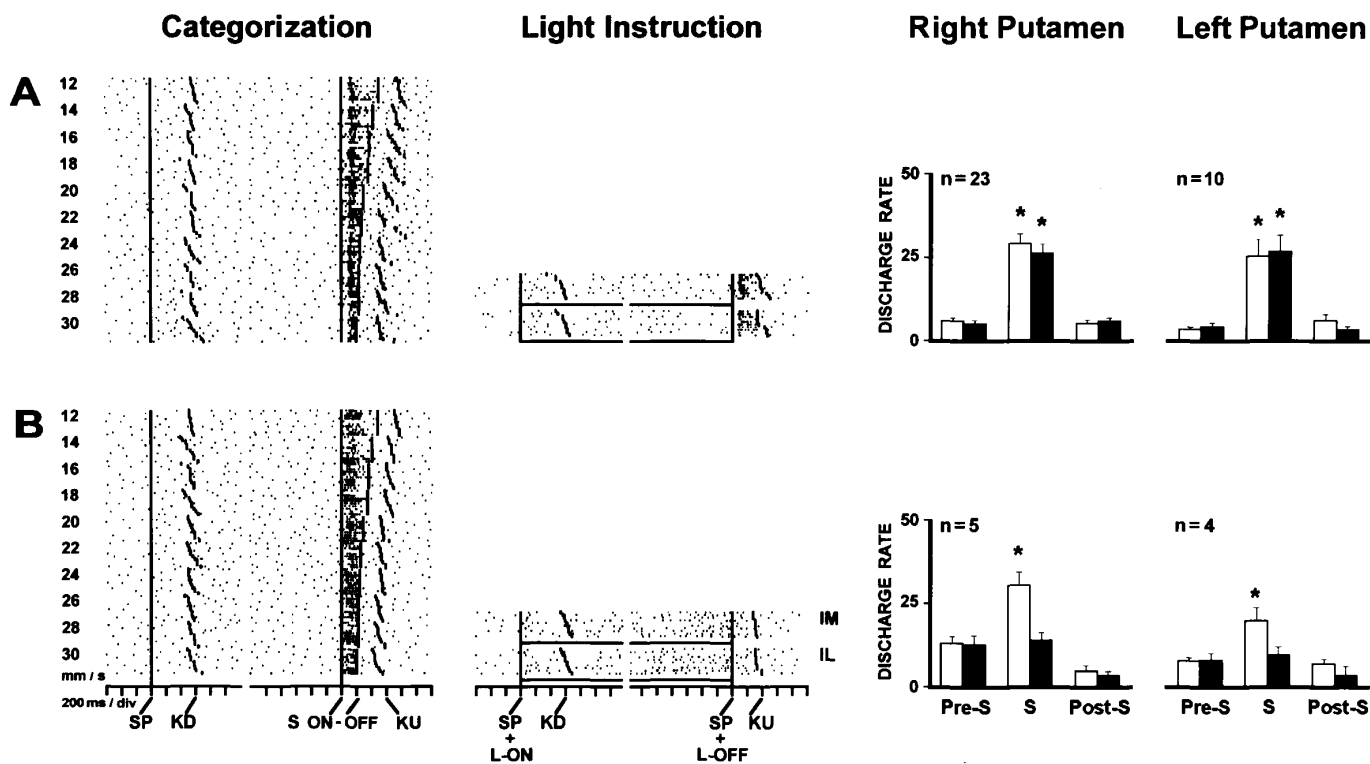 Categorization
Light Instruction
Right Putamen
Left Putamen
A
12
14
16
18
20
22
24
26
28
30
DISCHARGE RATE
50
25
0
n=23
* *
n=10
* *
B
12
14
16
18
20
22
24
26
28
30
mm / s
200 ms / div
SP
KD
S ON - OFF
KU
IM
IL
SP
+
L-ON
KD
SP
+
L-OFF
KU
DISCHARGE RATE
50
25
0
n=5
*
n=4
*
Pre-S
S
Post-S
Pre-S
S
Post-S